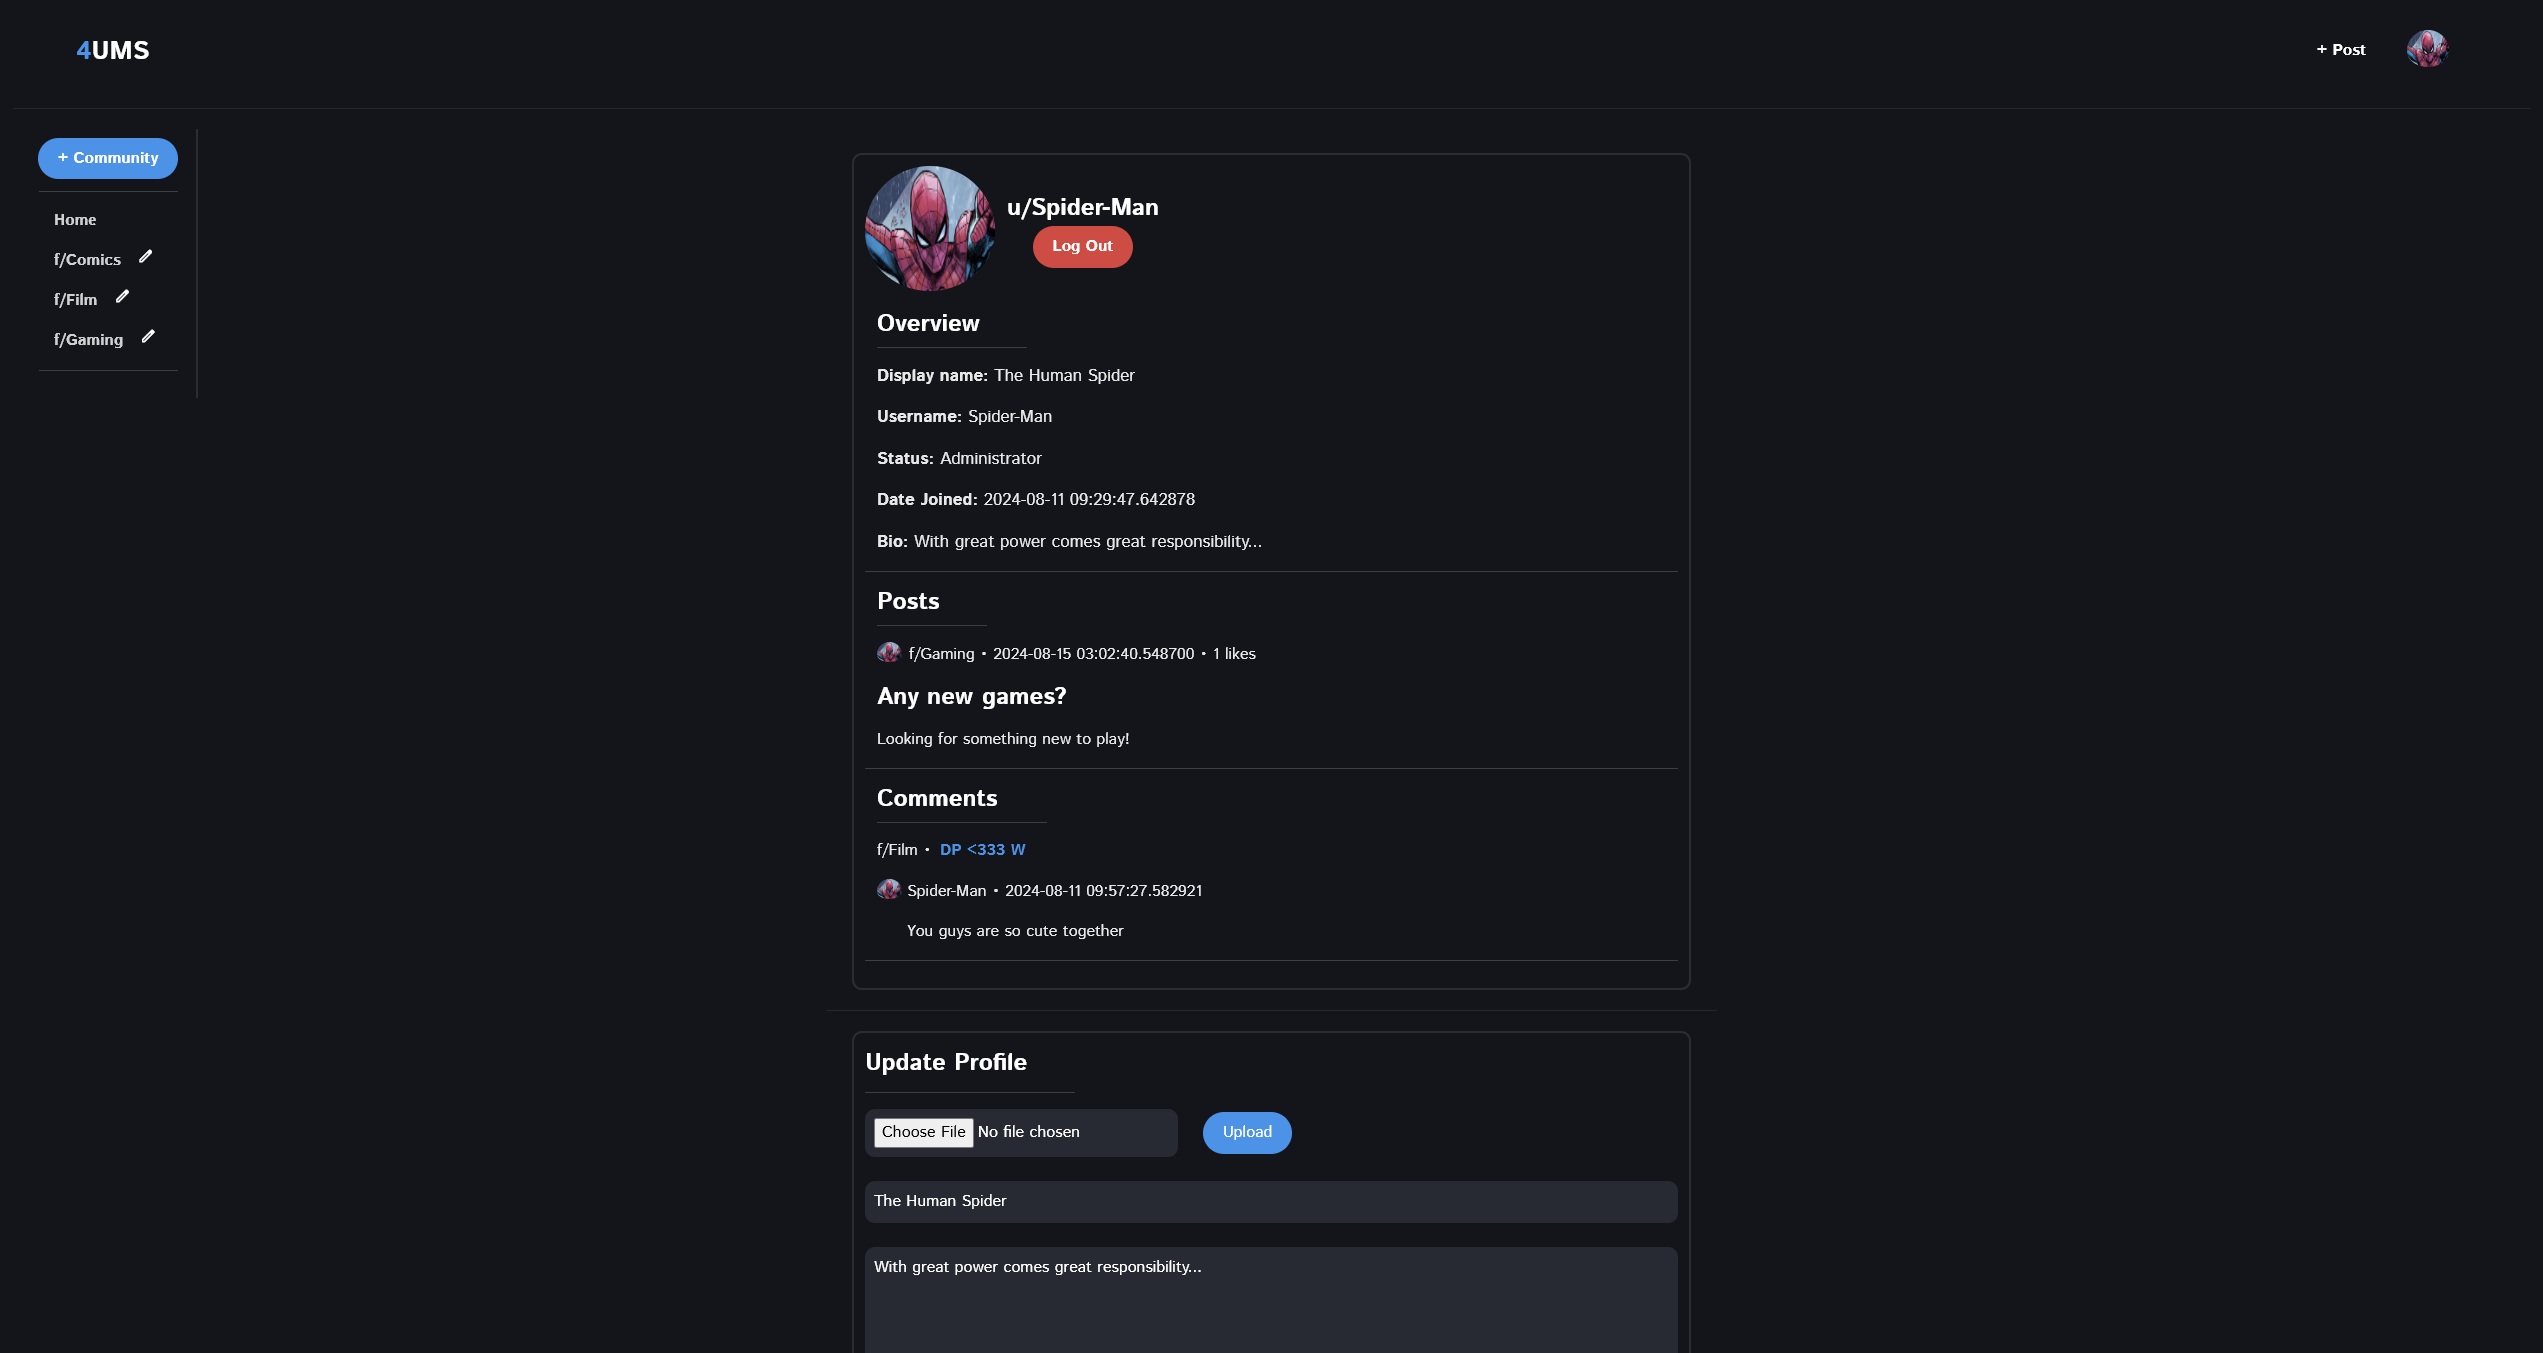 4UMS
+ Post
+ Community
Home
f/Comics
f/Film
f/Gaming
u/Spider-Man
Log Out
Overview
Display name: The Human Spider
Username: Spider-Man
Status: Administrator
Date Joined: 2024-08-11 09:29:47.642878
Bio: With great power comes great responsibility...
Posts
f/Gaming • 2024-08-15 03:02:40.548700 • 1 likes
Any new games?
Looking for something new to play!
Comments
f/Film • DP <333 W
Spider-Man • 2024-08-11 09:57:27.582921
You guys are so cute together
Update Profile
Choose File No file chosen
Upload
The Human Spider
With great power comes great responsibility...